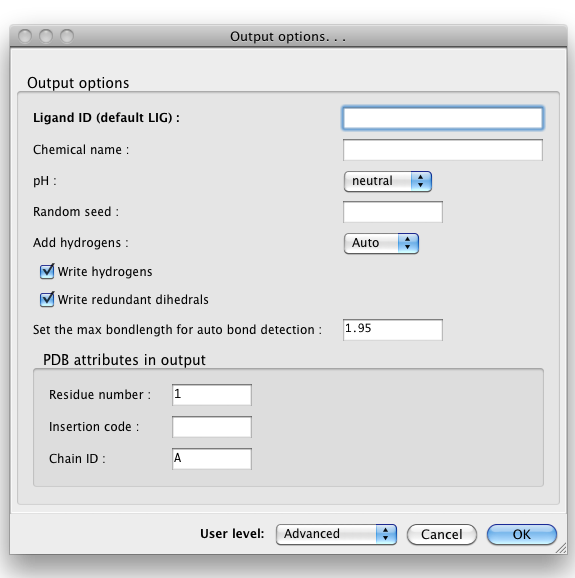 Output options. . .
Output options
Ligand ID (default LIG) :
Chemical name :
pH : neutral
Random seed :
Add hydrogens : Auto
Write hydrogens
Write redundant dihedrals
Set the max bondlength for auto bond detection : 1.95
PDB attributes in output
Residue number : 1
Insertion code :
Chain ID : A
User level: Advanced Cancel OK